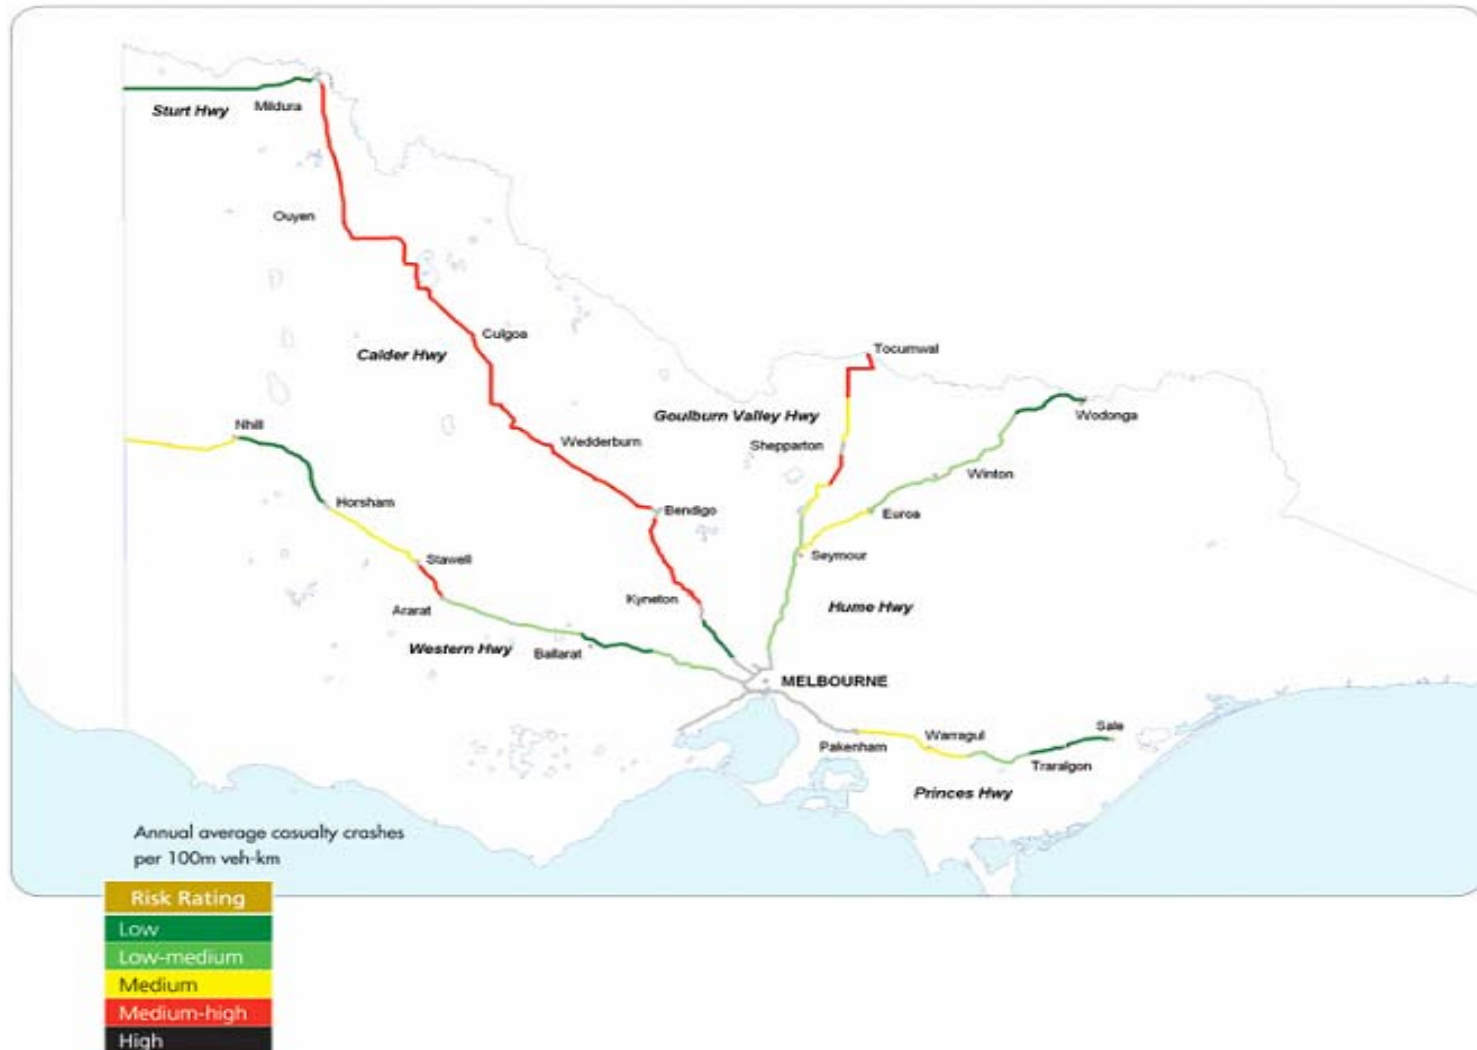 Sturt Hwy
Mildura
Ouyen
Culgoa
Calder Hwy
Tocumwal
Goulburn Valley Hwy
Wodonga
Nhill
Wedderburn
Shepparton
Winton
Horsham
Bendigo
Euroa
Stawell
Seymour
Ararat
Kyneton
Hume Hwy
Western Hwy
Ballarat
MELBOURNE
Pakenham
Warragul
Sale
Traralgon
Princes Hwy
Annual average casualty crashes
per 100m veh-km
Risk Rating
Low
Low-medium
Medium
Medium-high
High